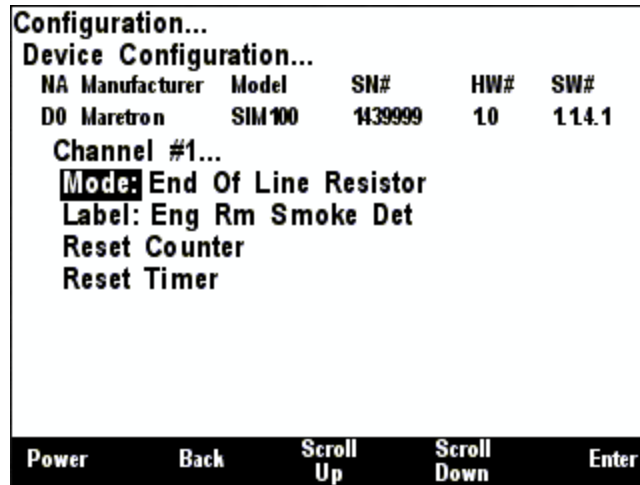 Configuration...
Device Configuration...
NA Manufacturer Model SN# HW# SW#
D0 Maretron SIM100 1439999 1.0 1.1.4.1
Channel #1...
Mode: End Of Line Resistor
Label: Eng Rm Smoke Det
Reset Counter
Reset Timer
Power Back Scroll Up Scroll Down Enter